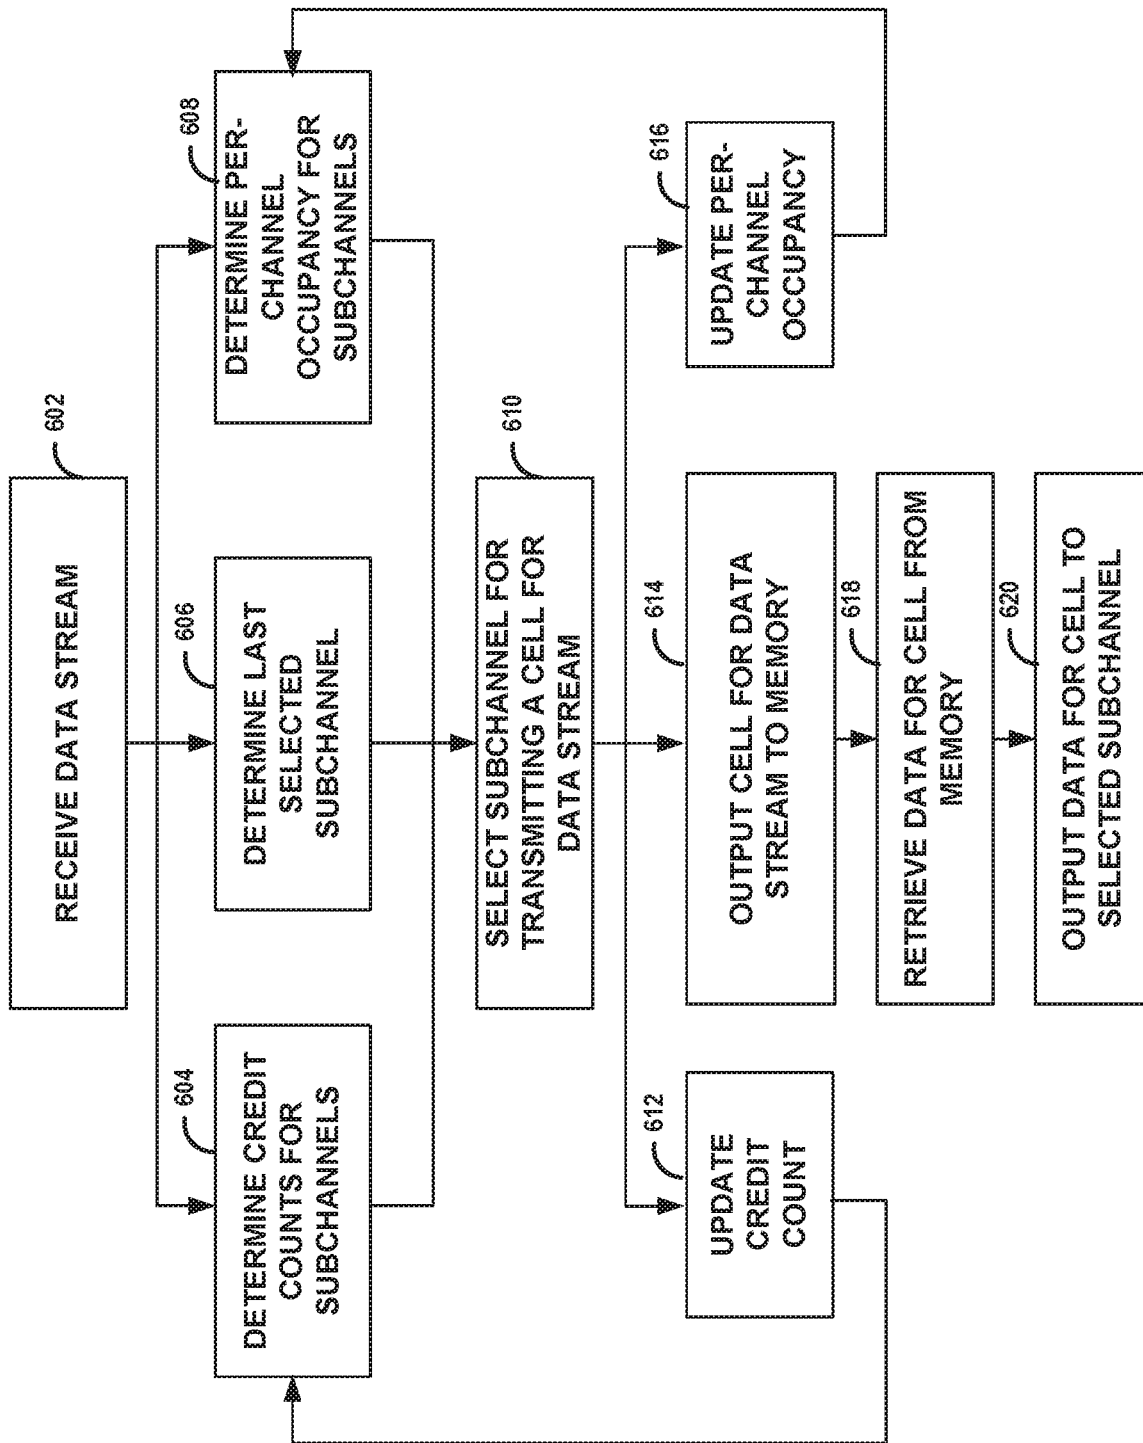 602
RECEIVE DATA STREAM
604
DETERMINE CREDIT
COUNTS FOR
SUBCHANNELS
606
DETERMINE LAST
SELECTED
SUBCHANNEL
608
DETERMINE PER-
CHANNEL
OCCUPANCY FOR
SUBCHANNELS
610
SELECT SUBCHANNEL FOR
TRANSMITTING A CELL FOR
DATA STREAM
612
UPDATE
CREDIT
COUNT
614
OUTPUT CELL FOR DATA
STREAM TO MEMORY
616
UPDATE PER-
CHANNEL
OCCUPANCY
618
RETRIEVE DATA FOR CELL FROM
MEMORY
620
OUTPUT DATA FOR CELL TO
SELECTED SUBCHANNEL